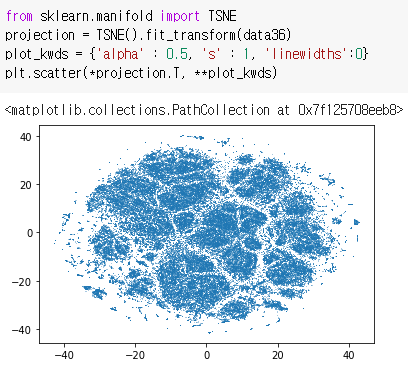 from sklearn.manifold import TSNE
projection = TSNE().fit_transform(data36)
plot_kwds = {'alpha' : 0.5, 's' : 1, 'linewidths':0}
plt.scatter(*projection.T, **plot_kwds)
<matplotlib.collections.PathCollection at 0x7f125708eeb8>
40
20
0
−20
−40
−40 −20 0 20 40